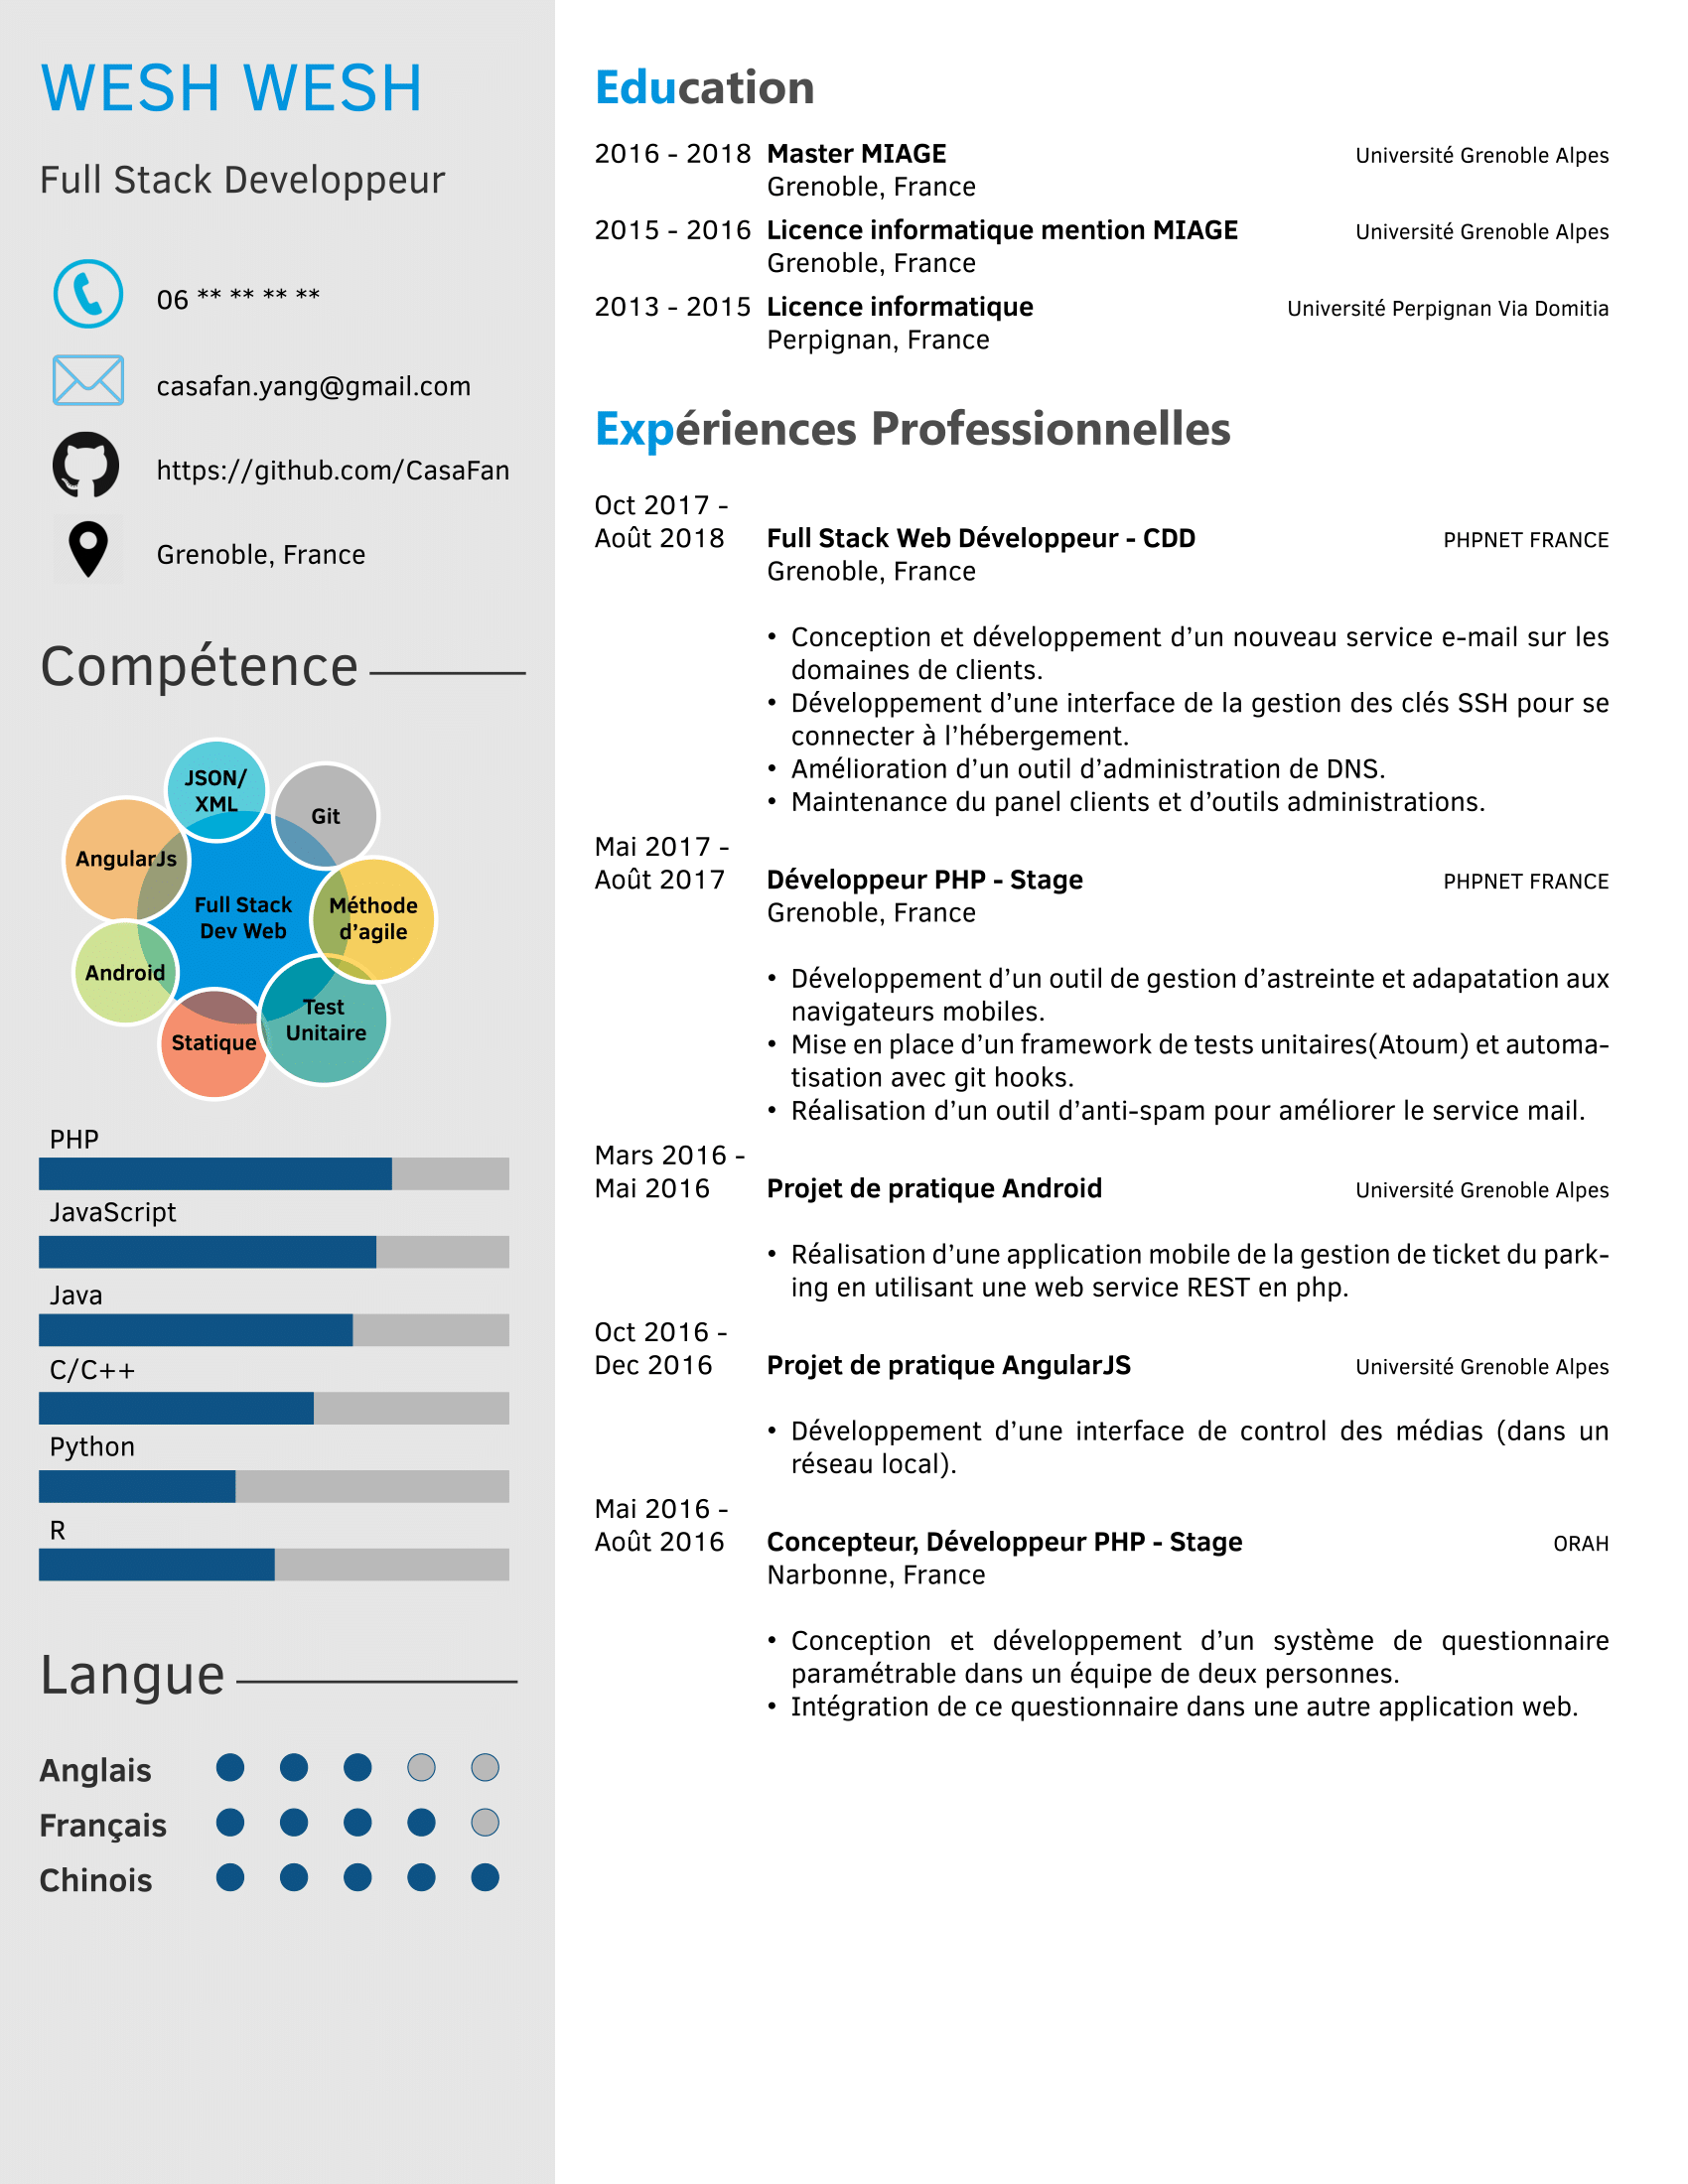 WESH WESH
Full Stack Developpeur
06 ** ** ** **
casafan.yang@gmail.com
https://github.com/CasaFan
Grenoble, France
Compétence
JSON/
XML
Git
AngularJs
Full Stack
Dev Web
Méthode
d’agile
Android
Test
Unitaire
Statique
PHP
JavaScript
Java
C/C++
Python
R
Langue
Anglais
Français
Chinois
Education
2016 - 2018 Master MIAGE Université Grenoble Alpes
Grenoble, France
2015 - 2016 Licence informatique mention MIAGE Université Grenoble Alpes
Grenoble, France
2013 - 2015 Licence informatique Université Perpignan Via Domitia
Perpignan, France
Expériences Professionnelles
Oct 2017 -
Août 2018 Full Stack Web Développeur - CDD PHPNET FRANCE
Grenoble, France
• Conception et développement d’un nouveau service e-mail sur les
domaines de clients.
• Développement d’une interface de la gestion des clés SSH pour se
connecter à l’hébergement.
• Amélioration d’un outil d’administration de DNS.
• Maintenance du panel clients et d’outils administrations.
Mai 2017 -
Août 2017 Développeur PHP - Stage PHPNET FRANCE
Grenoble, France
• Développement d’un outil de gestion d’astreinte et adapatation aux
navigateurs mobiles.
• Mise en place d’un framework de tests unitaires(Atoum) et automa-
tisation avec git hooks.
• Réalisation d’un outil d’anti-spam pour améliorer le service mail.
Mars 2016 -
Mai 2016 Projet de pratique Android Université Grenoble Alpes
• Réalisation d’une application mobile de la gestion de ticket du park-
ing en utilisant une web service REST en php.
Oct 2016 -
Dec 2016 Projet de pratique AngularJS Université Grenoble Alpes
• Développement d’une interface de control des médias (dans un
réseau local).
Mai 2016 -
Août 2016 Concepteur, Développeur PHP - Stage ORAH
Narbonne, France
• Conception et développement d’un système de questionnaire
paramétrable dans un équipe de deux personnes.
• Intégration de ce questionnaire dans une autre application web.